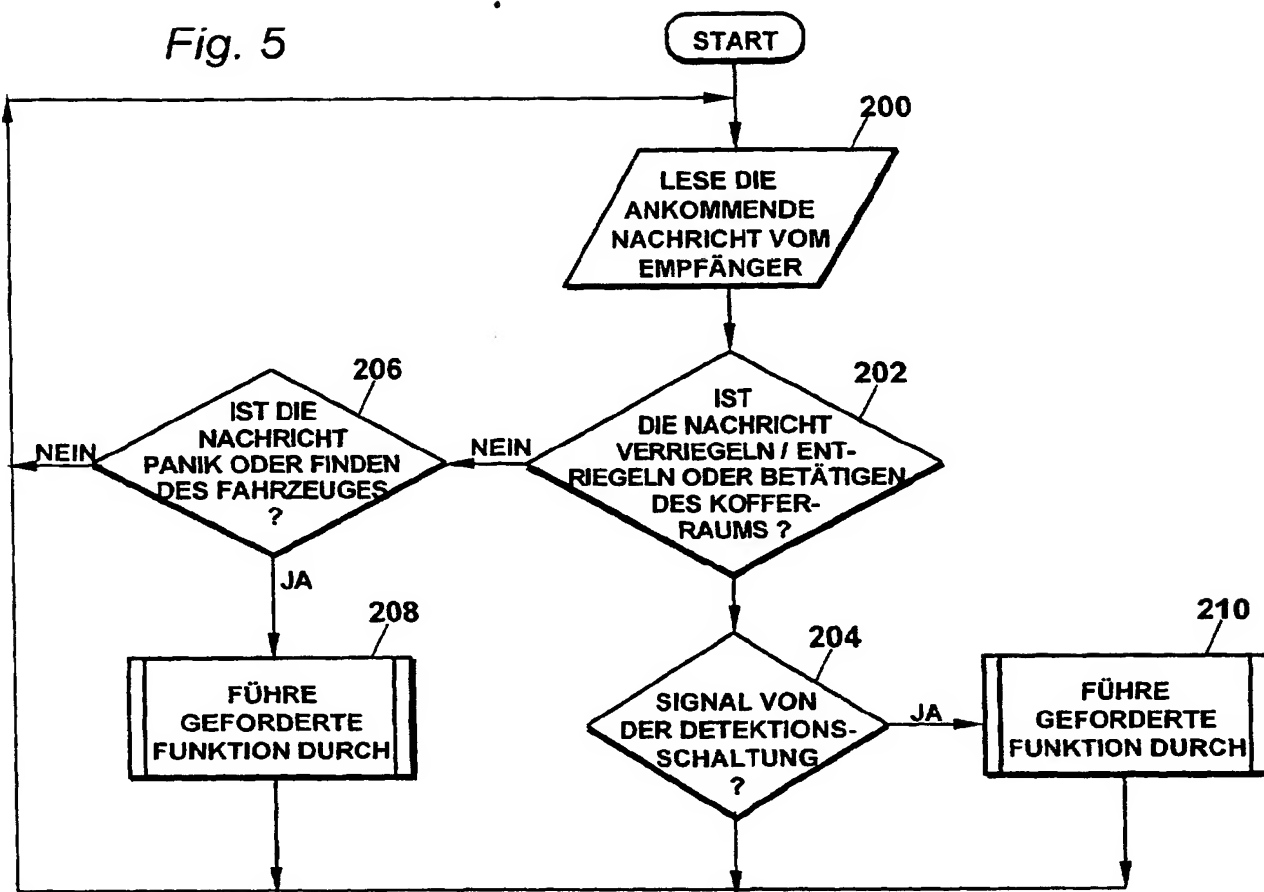 Fig. 5
START
200
LESE DIE
ANKOMMENDE
NACHRICHT VOM
EMPFÄNGER
202
IST
DIE NACHRICHT
VERRIEGELN / ENT-
RIEGELN ODER BETÄTIGEN
DES KOFFER-
RAUMS ?
NEIN
206
IST DIE
NACHRICHT
PANIK ODER FINDEN
DES FAHRZEUGES
?
NEIN
JA
208
FÜHRE
GEFORDERTE
FUNKTION DURCH
204
SIGNAL VON
DER DETEKTIONS-
SCHALTUNG
?
JA
210
FÜHRE
GEFORDERTE
FUNKTION DURCH